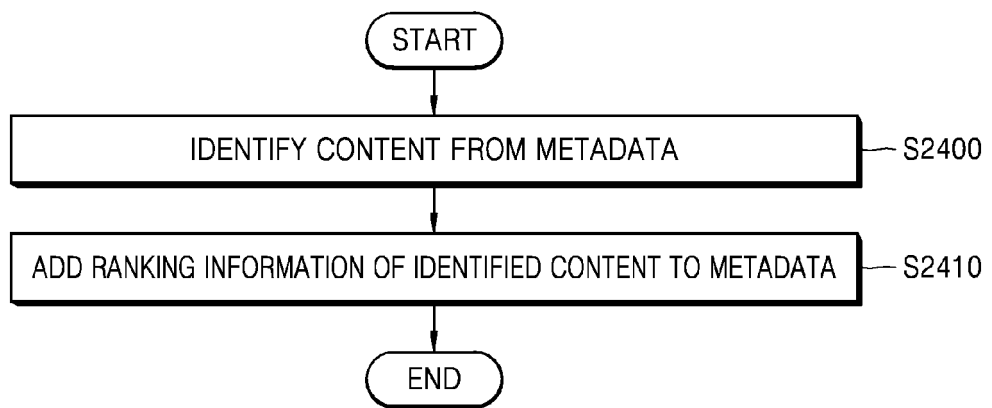 START
IDENTIFY CONTENT FROM METADATA
S2400
ADD RANKING INFORMATION OF IDENTIFIED CONTENT TO METADATA
S2410
END